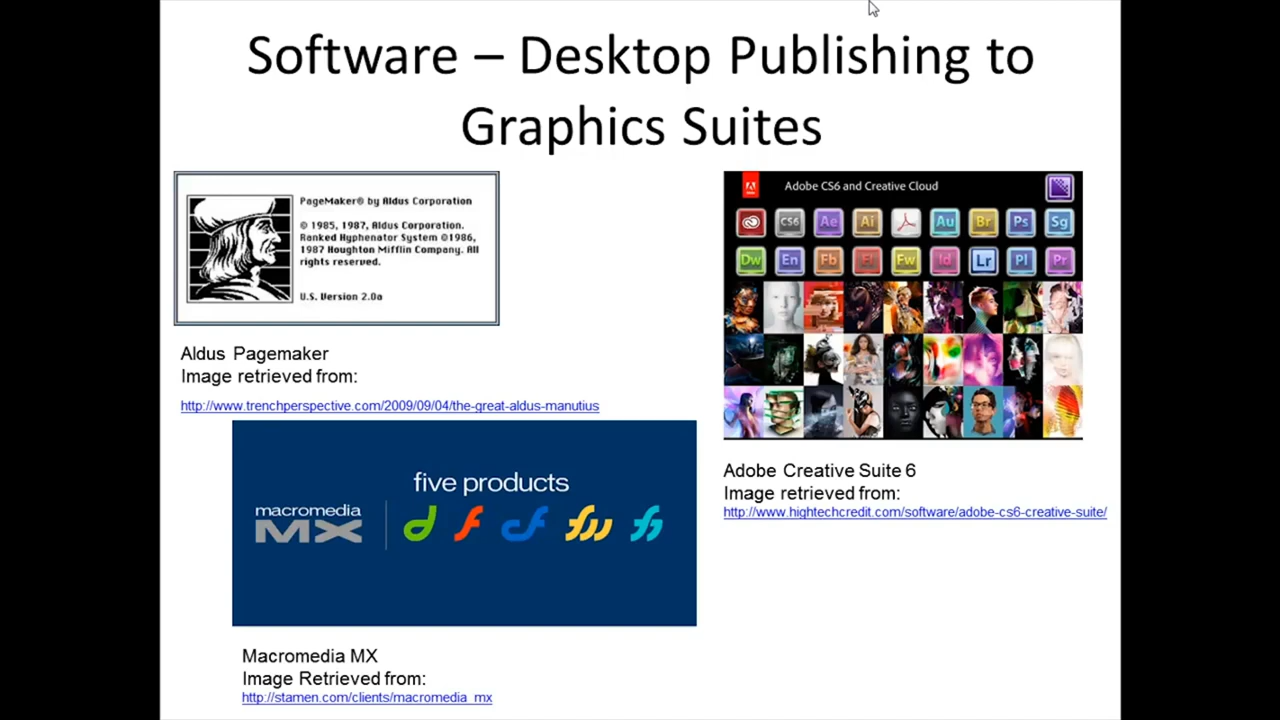 Software – Desktop Publishing to
Graphics Suites
PageMaker® by Aldus Corporation
© 1985, 1987, Aldus Corporation.
Ranked Hyphenator System ©1986,
1987 Houghton Mifflin Company. All
rights reserved.
U.S. Version 2.0a
Aldus Pagemaker
Image retrieved from:
http://www.trenchperspective.com/2009/09/04/the-great-aldus-manutius
five products
macromedia
MX
Macromedia MX
Image Retrieved from:
http://stamen.com/clients/macromedia_mx
Adobe CS6 and Creative Cloud
CS6 Ae Ai Au Br Ps Sg
Dw En Fb Fl Fw Id Lr Pl Pr
Adobe Creative Suite 6
Image retrieved from:
http://www.hightechcredit.com/software/adobe-cs6-creative-suite/